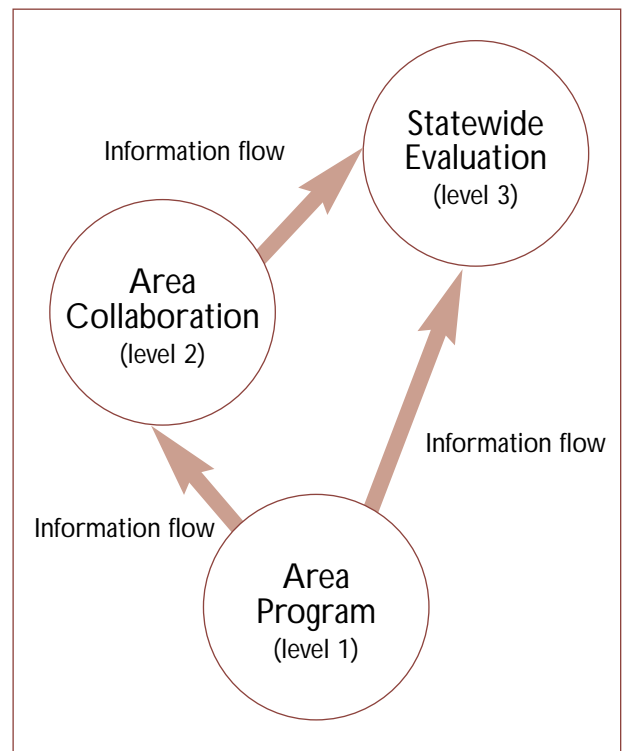 Statewide
Evaluation
(level 3)
Information flow
Area
Collaboration
(level 2)
Information flow
Information flow
Area
Program
(level 1)